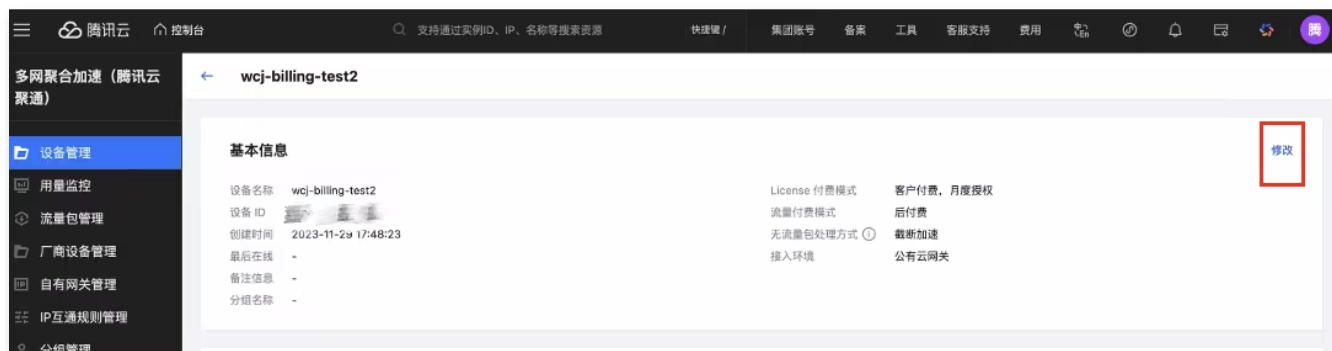 腾讯云 控制台 支持通过实例ID、IP、名称等搜索资源 快捷键 / 集团账号 备案 工具 客服支持 费用 中En 腾
多网聚合加速（腾讯云聚通）
← wcj-billing-test2
设备管理
用量监控
流量包管理
厂商设备管理
自有网关管理
IP互通规则管理
分组管理
基本信息 修改
设备名称 wcj-billing-test2
设备 ID
创建时间 2023-11-29 17:48:23
最后在线 -
备注信息 -
分组名称 -
License 付费模式 客户付费，月度授权
流量付费模式 后付费
无流量包处理方式 截断加速
接入环境 公有云网关